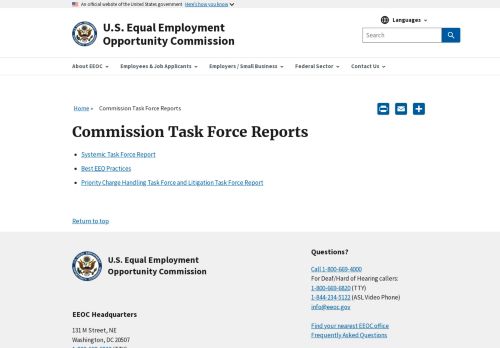 An official website of the United States government Here's how you know
U.S. Equal Employment
Opportunity Commission
Languages
Search
About EEOC
Employees & Job Applicants
Employers / Small Business
Federal Sector
Contact Us
Home » Commission Task Force Reports
Commission Task Force Reports
Systemic Task Force Report
Best EEO Practices
Priority Charge Handling Task Force and Litigation Task Force Report
Return to top
U.S. Equal Employment
Opportunity Commission
EEOC Headquarters
131 M Street, NE
Washington, DC 20507
Questions?
Call 1-800-669-4000
For Deaf/Hard of Hearing callers:
1-800-669-6820 (TTY)
1-844-234-5122 (ASL Video Phone)
info@eeoc.gov
Find your nearest EEOC office
Frequently Asked Questions